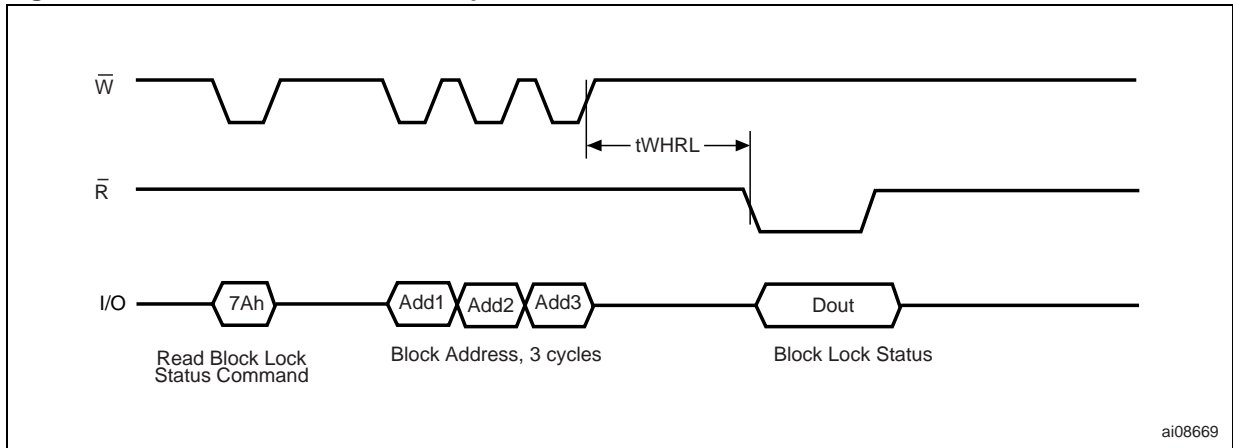 W̅
tWHRL
R̅
I/O
7Ah
Add1
Add2
Add3
Dout
Read Block Lock
Status Command
Block Address, 3 cycles
Block Lock Status
ai08669